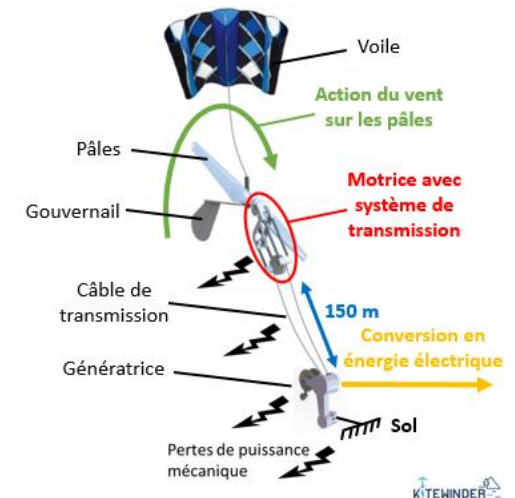 Voile
Action du vent
sur les pâles
Pâles
Motrice avec
système de
transmission
Gouvernail
Câble de
transmission
150 m
Conversion en
énergie électrique
Génératrice
Sol
Pertes de puissance
mécanique
KITEWINDER